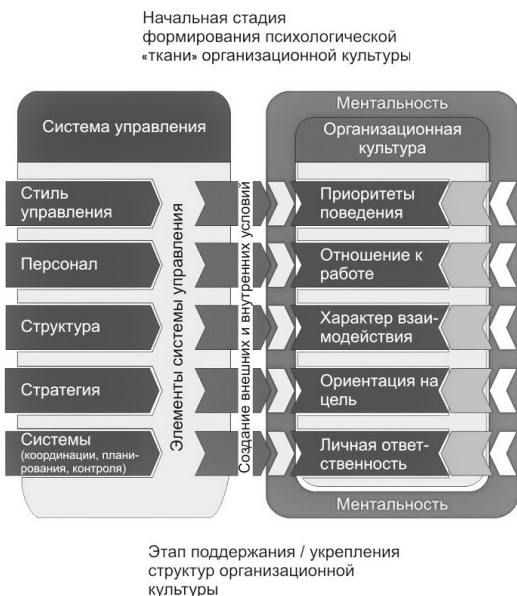 Начальная стадия
формирования психологической
«ткани» организационной культуры
Система управления
Ментальность
Организационная
культура
Стиль
управления
Персонал
Структура
Стратегия
Системы
(координации, плани-
рования, контроля)
Элементы системы управления
Создание внешних и внутренних условий
Приоритеты
поведения
Отношение к
работе
Характер взаи-
модействия
Ориентация на
цель
Личная ответ-
ственность
Ментальность
Этап поддержания / укрепления
структур организационной
культуры